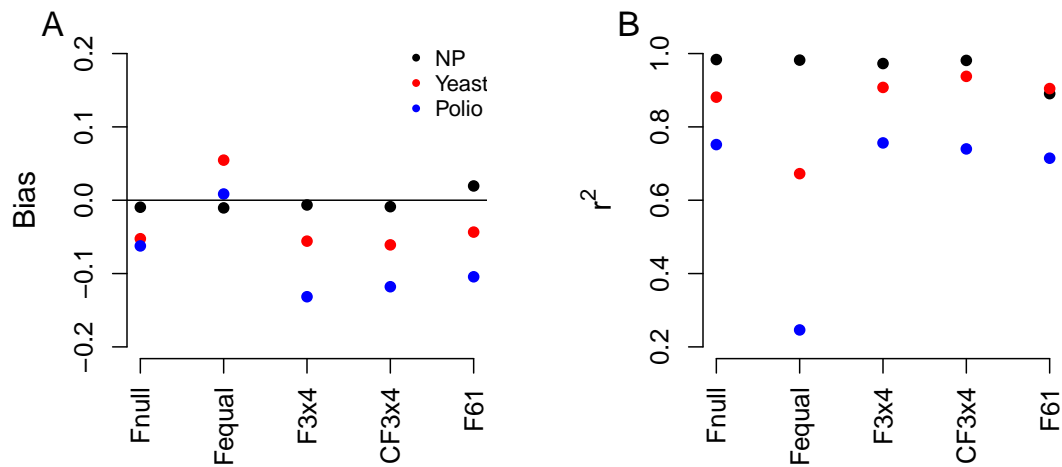 A
Bias
0.2
0.1
0.0
−0.1
−0.2
NP
Yeast
Polio
Fnull
Fequal
F3x4
CF3x4
F61
B
r²
1.0
0.8
0.6
0.4
0.2
Fnull
Fequal
F3x4
CF3x4
F61